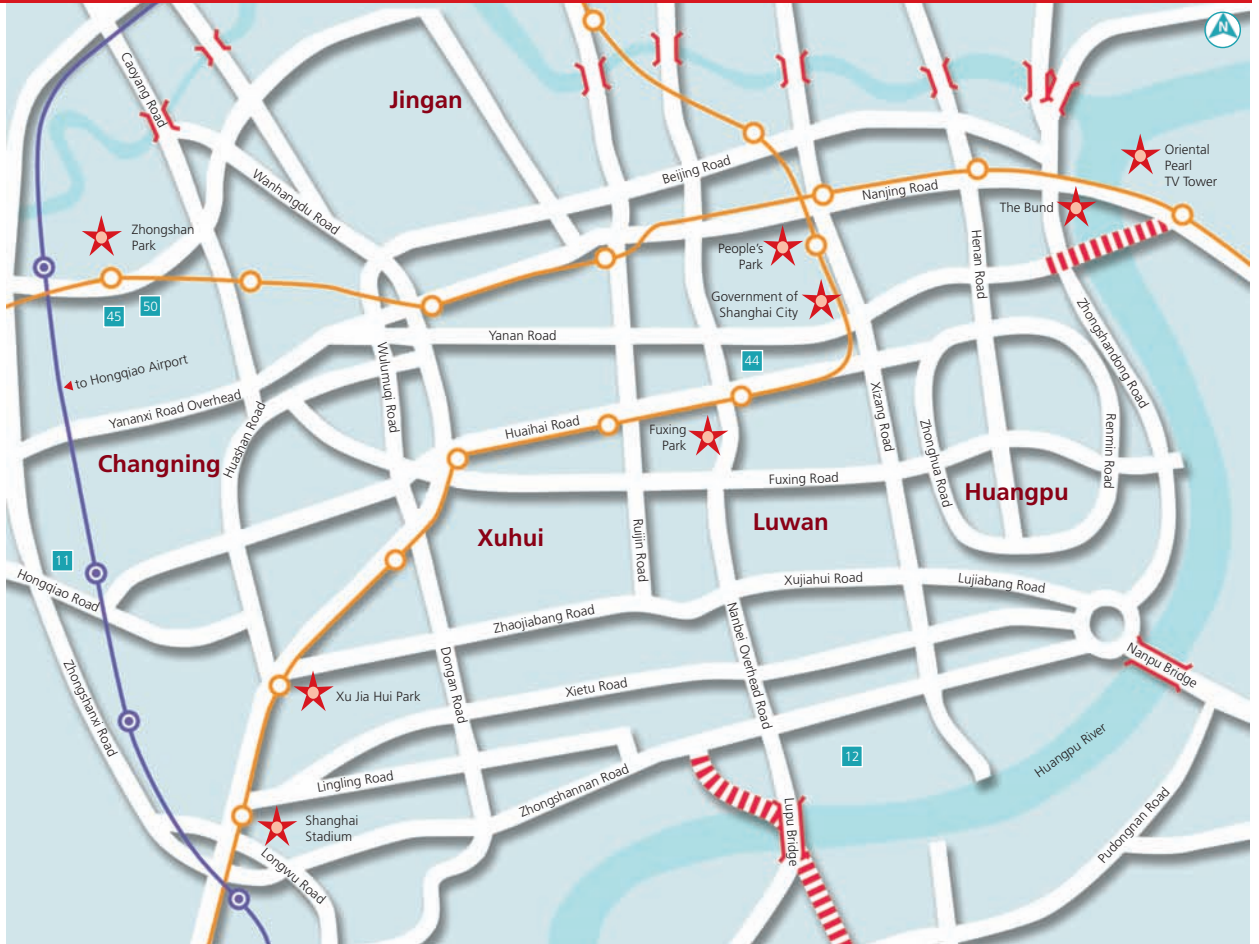 N
Caoyang Road
Jingan
Oriental
Pearl
TV Tower
Beijing Road
Wanhangdu Road
Nanjing Road
The Bund
Zhongshan
Park
People's
Park
Henan Road
Government of
Shanghai City
45
50
Yanan Road
Zhongshandong Road
to Hongqiao Airport
44
Wulumuqi Road
Yananxi Road Overhead
Xizang Road
Huashan Road
Huaihai Road
Fuxing
Park
Zhonghua Road
Renmin Road
Changning
Fuxing Road
Huangpu
Xuhui
Luwan
Ruijin Road
11
Hongqiao Road
Xujiahui Road
Lujiabang Road
Zhaojiabang Road
Nanbei Overhead Road
Nanpu Bridge
Zhongshanxi Road
Dongan Road
Xu Jia Hui Park
Xietu Road
12
Huangpu River
Lingling Road
Zhongshannan Road
Shanghai
Stadium
Lupu Bridge
Pudongnan Road
Longwu Road